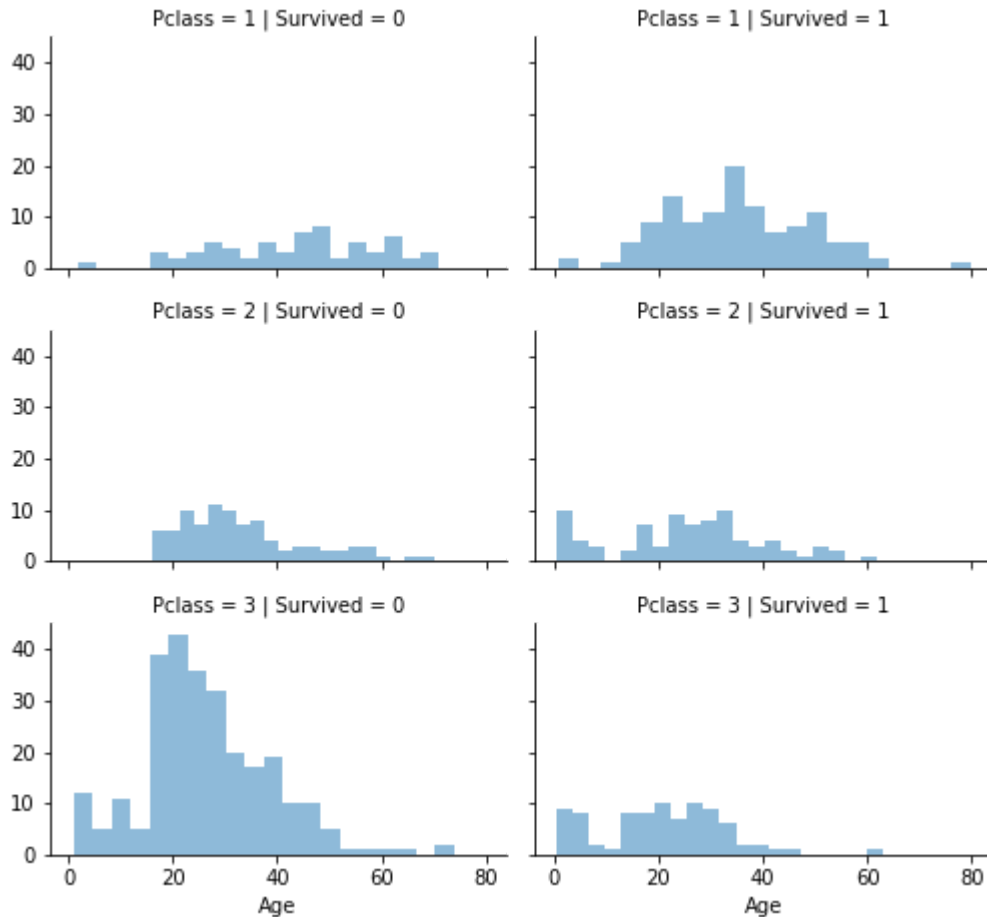 Pclass = 1 | Survived = 0
Pclass = 1 | Survived = 1
40
30
20
10
0
Pclass = 2 | Survived = 0
Pclass = 2 | Survived = 1
40
30
20
10
0
Pclass = 3 | Survived = 0
Pclass = 3 | Survived = 1
40
30
20
10
0
0 20 40 60 80
0 20 40 60 80
Age
Age